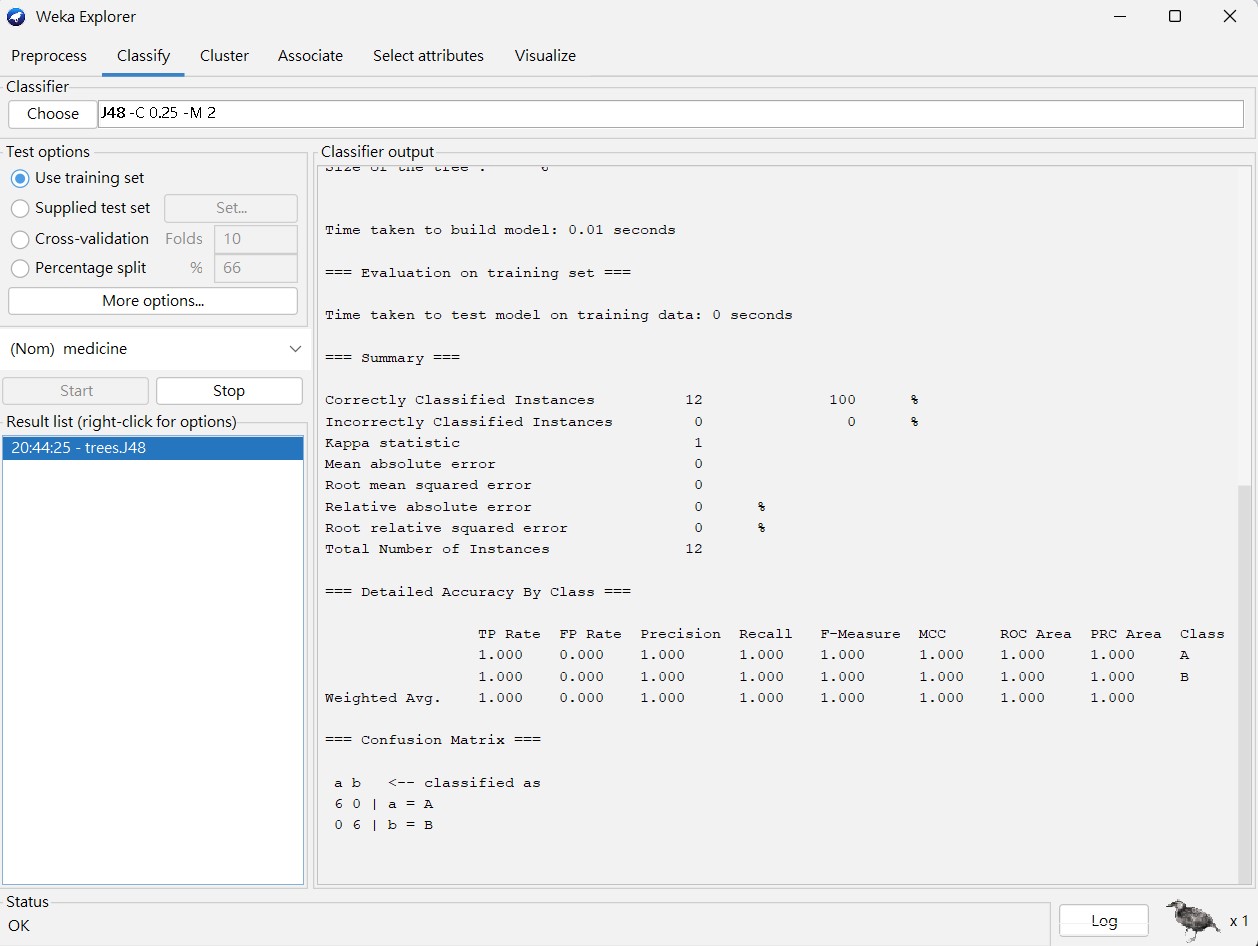 Weka Explorer
Preprocess Classify Cluster Associate Select attributes Visualize
Classifier
Choose J48 -C 0.25 -M 2
Test options
Use training set
Supplied test set Set...
Cross-validation Folds 10
Percentage split % 66
More options...
(Nom) medicine
Start Stop
Result list (right-click for options)
20:44:25 - trees.J48
Classifier output
Size of the tree : 6
Time taken to build model: 0.01 seconds
=== Evaluation on training set ===
Time taken to test model on training data: 0 seconds
=== Summary ===
Correctly Classified Instances 12 100 %
Incorrectly Classified Instances 0 0 %
Kappa statistic 1
Mean absolute error 0
Root mean squared error 0
Relative absolute error 0 %
Root relative squared error 0 %
Total Number of Instances 12
=== Detailed Accuracy By Class ===
TP Rate FP Rate Precision Recall F-Measure MCC ROC Area PRC Area Class
1.000 0.000 1.000 1.000 1.000 1.000 1.000 1.000 A
1.000 0.000 1.000 1.000 1.000 1.000 1.000 1.000 B
Weighted Avg. 1.000 0.000 1.000 1.000 1.000 1.000 1.000 1.000
=== Confusion Matrix ===
a b <-- classified as
6 0 | a = A
0 6 | b = B
Status
OK
Log x 1